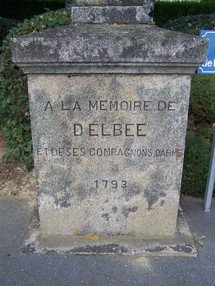 A LA MEMOIRE DE
D'ELBEE
ET DE SES COMPAGNONS D'ARMES
1793